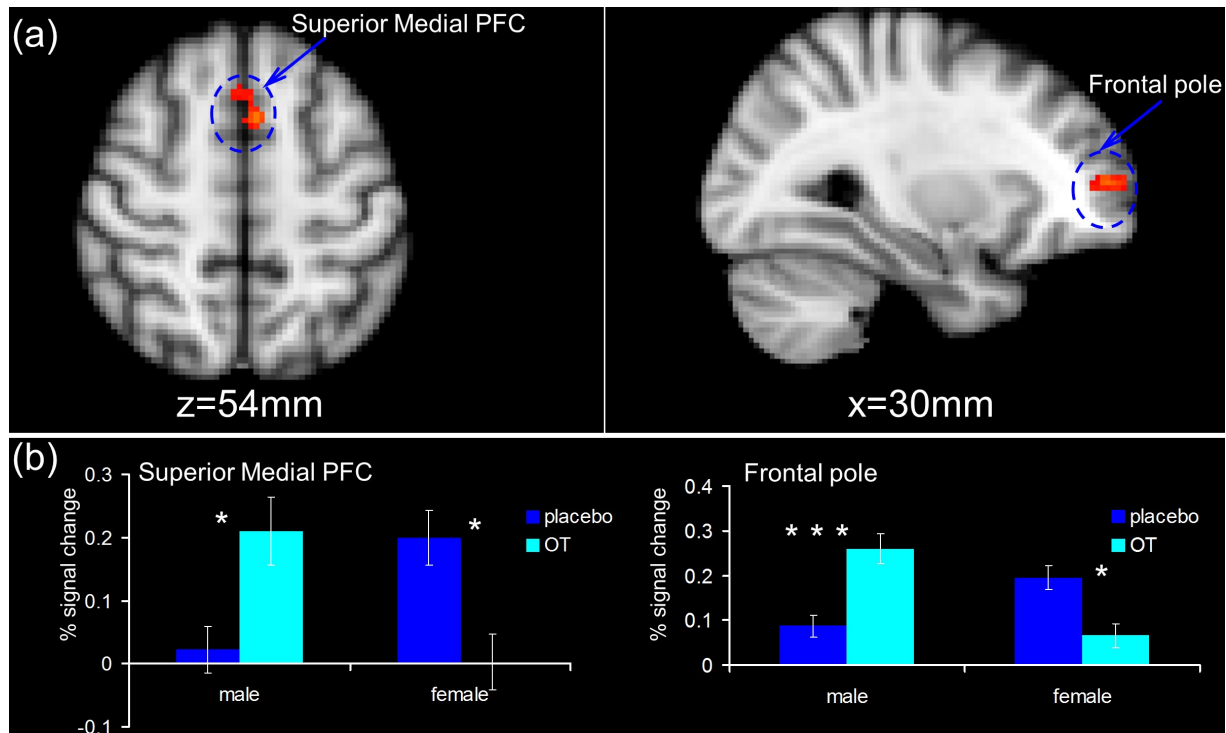 (a)
Superior Medial PFC
Frontal pole
z=54mm
x=30mm
(b)
Superior Medial PFC
% signal change
0.3
0.2
0.1
0
-0.1
*
*
placebo
OT
male
female
Frontal pole
% signal change
0.4
0.3
0.2
0.1
0
* * *
*
placebo
OT
male
female